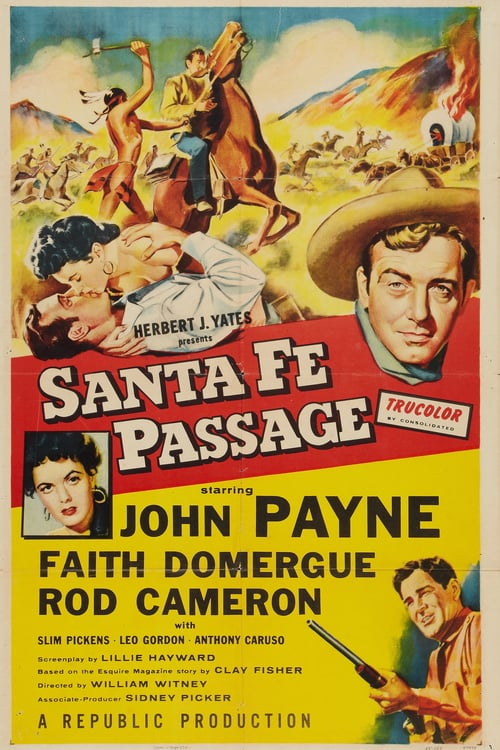 HERBERT J. YATES
presents
SANTA FE
PASSAGE
TRUCOLOR
BY CONSOLIDATED
starring
JOHN PAYNE
FAITH DOMERGUE
ROD CAMERON
with
SLIM PICKENS • LEO GORDON • ANTHONY CARUSO
Screenplay by LILLIE HAYWARD
Based on the Esquire Magazine story by CLAY FISHER
Directed by WILLIAM WITNEY
Associate-Producer SIDNEY PICKER
A REPUBLIC PRODUCTION